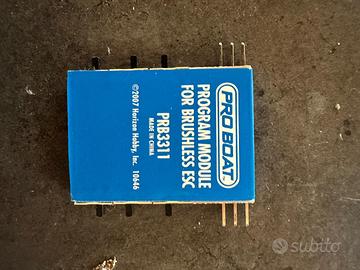 PRO BOAT
PROGRAM MODULE
FOR BRUSHLESS ESC
PRB3311
MADE IN CHINA
©2007 Horizon Hobby, Inc. 10646
subito